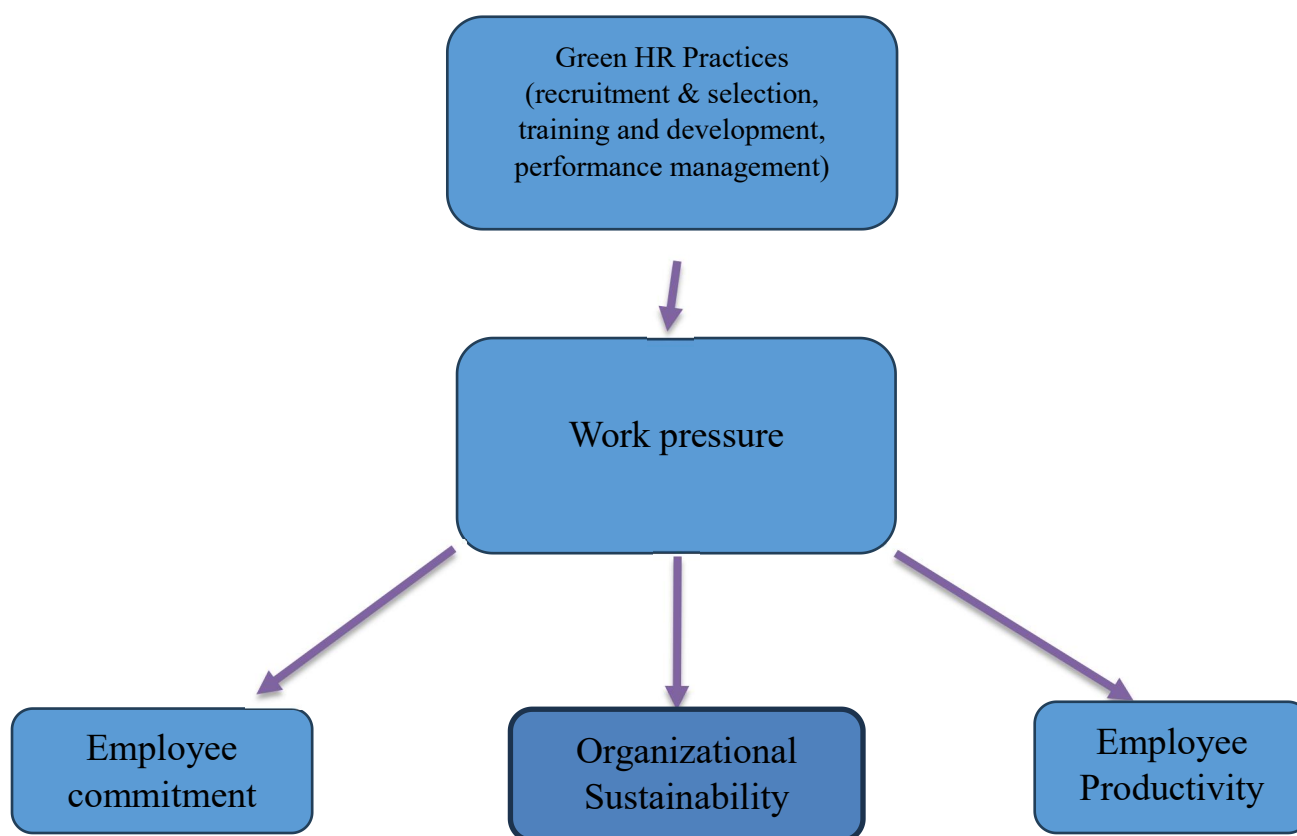 Green HR Practices
(recruitment & selection,
training and development,
performance management)
Work pressure
Employee
commitment
Organizational
Sustainability
Employee
Productivity